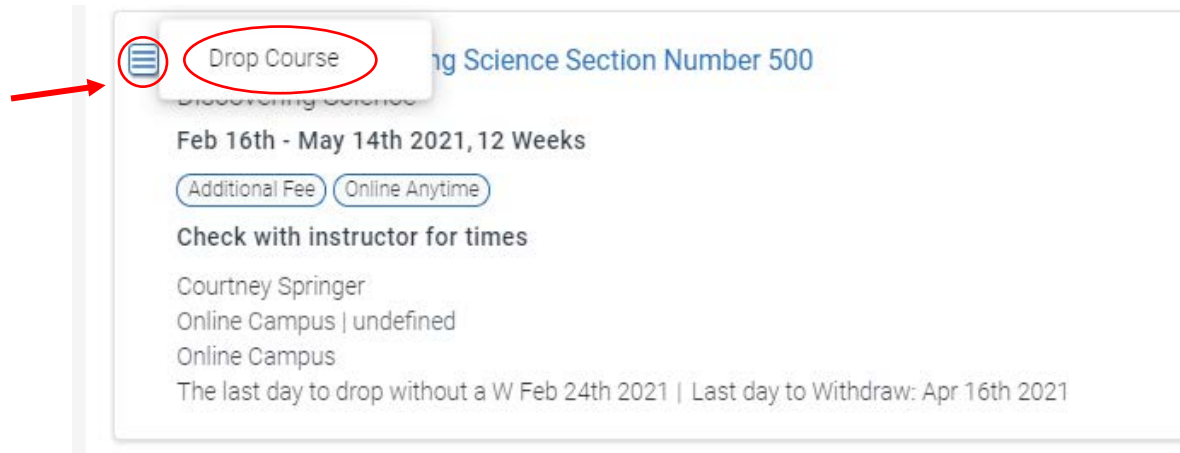 Drop Course
ng Science Section Number 500
Discovering Science
Feb 16th - May 14th 2021, 12 Weeks
Additional Fee Online Anytime
Check with instructor for times
Courtney Springer
Online Campus | undefined
Online Campus
The last day to drop without a W Feb 24th 2021 | Last day to Withdraw: Apr 16th 2021